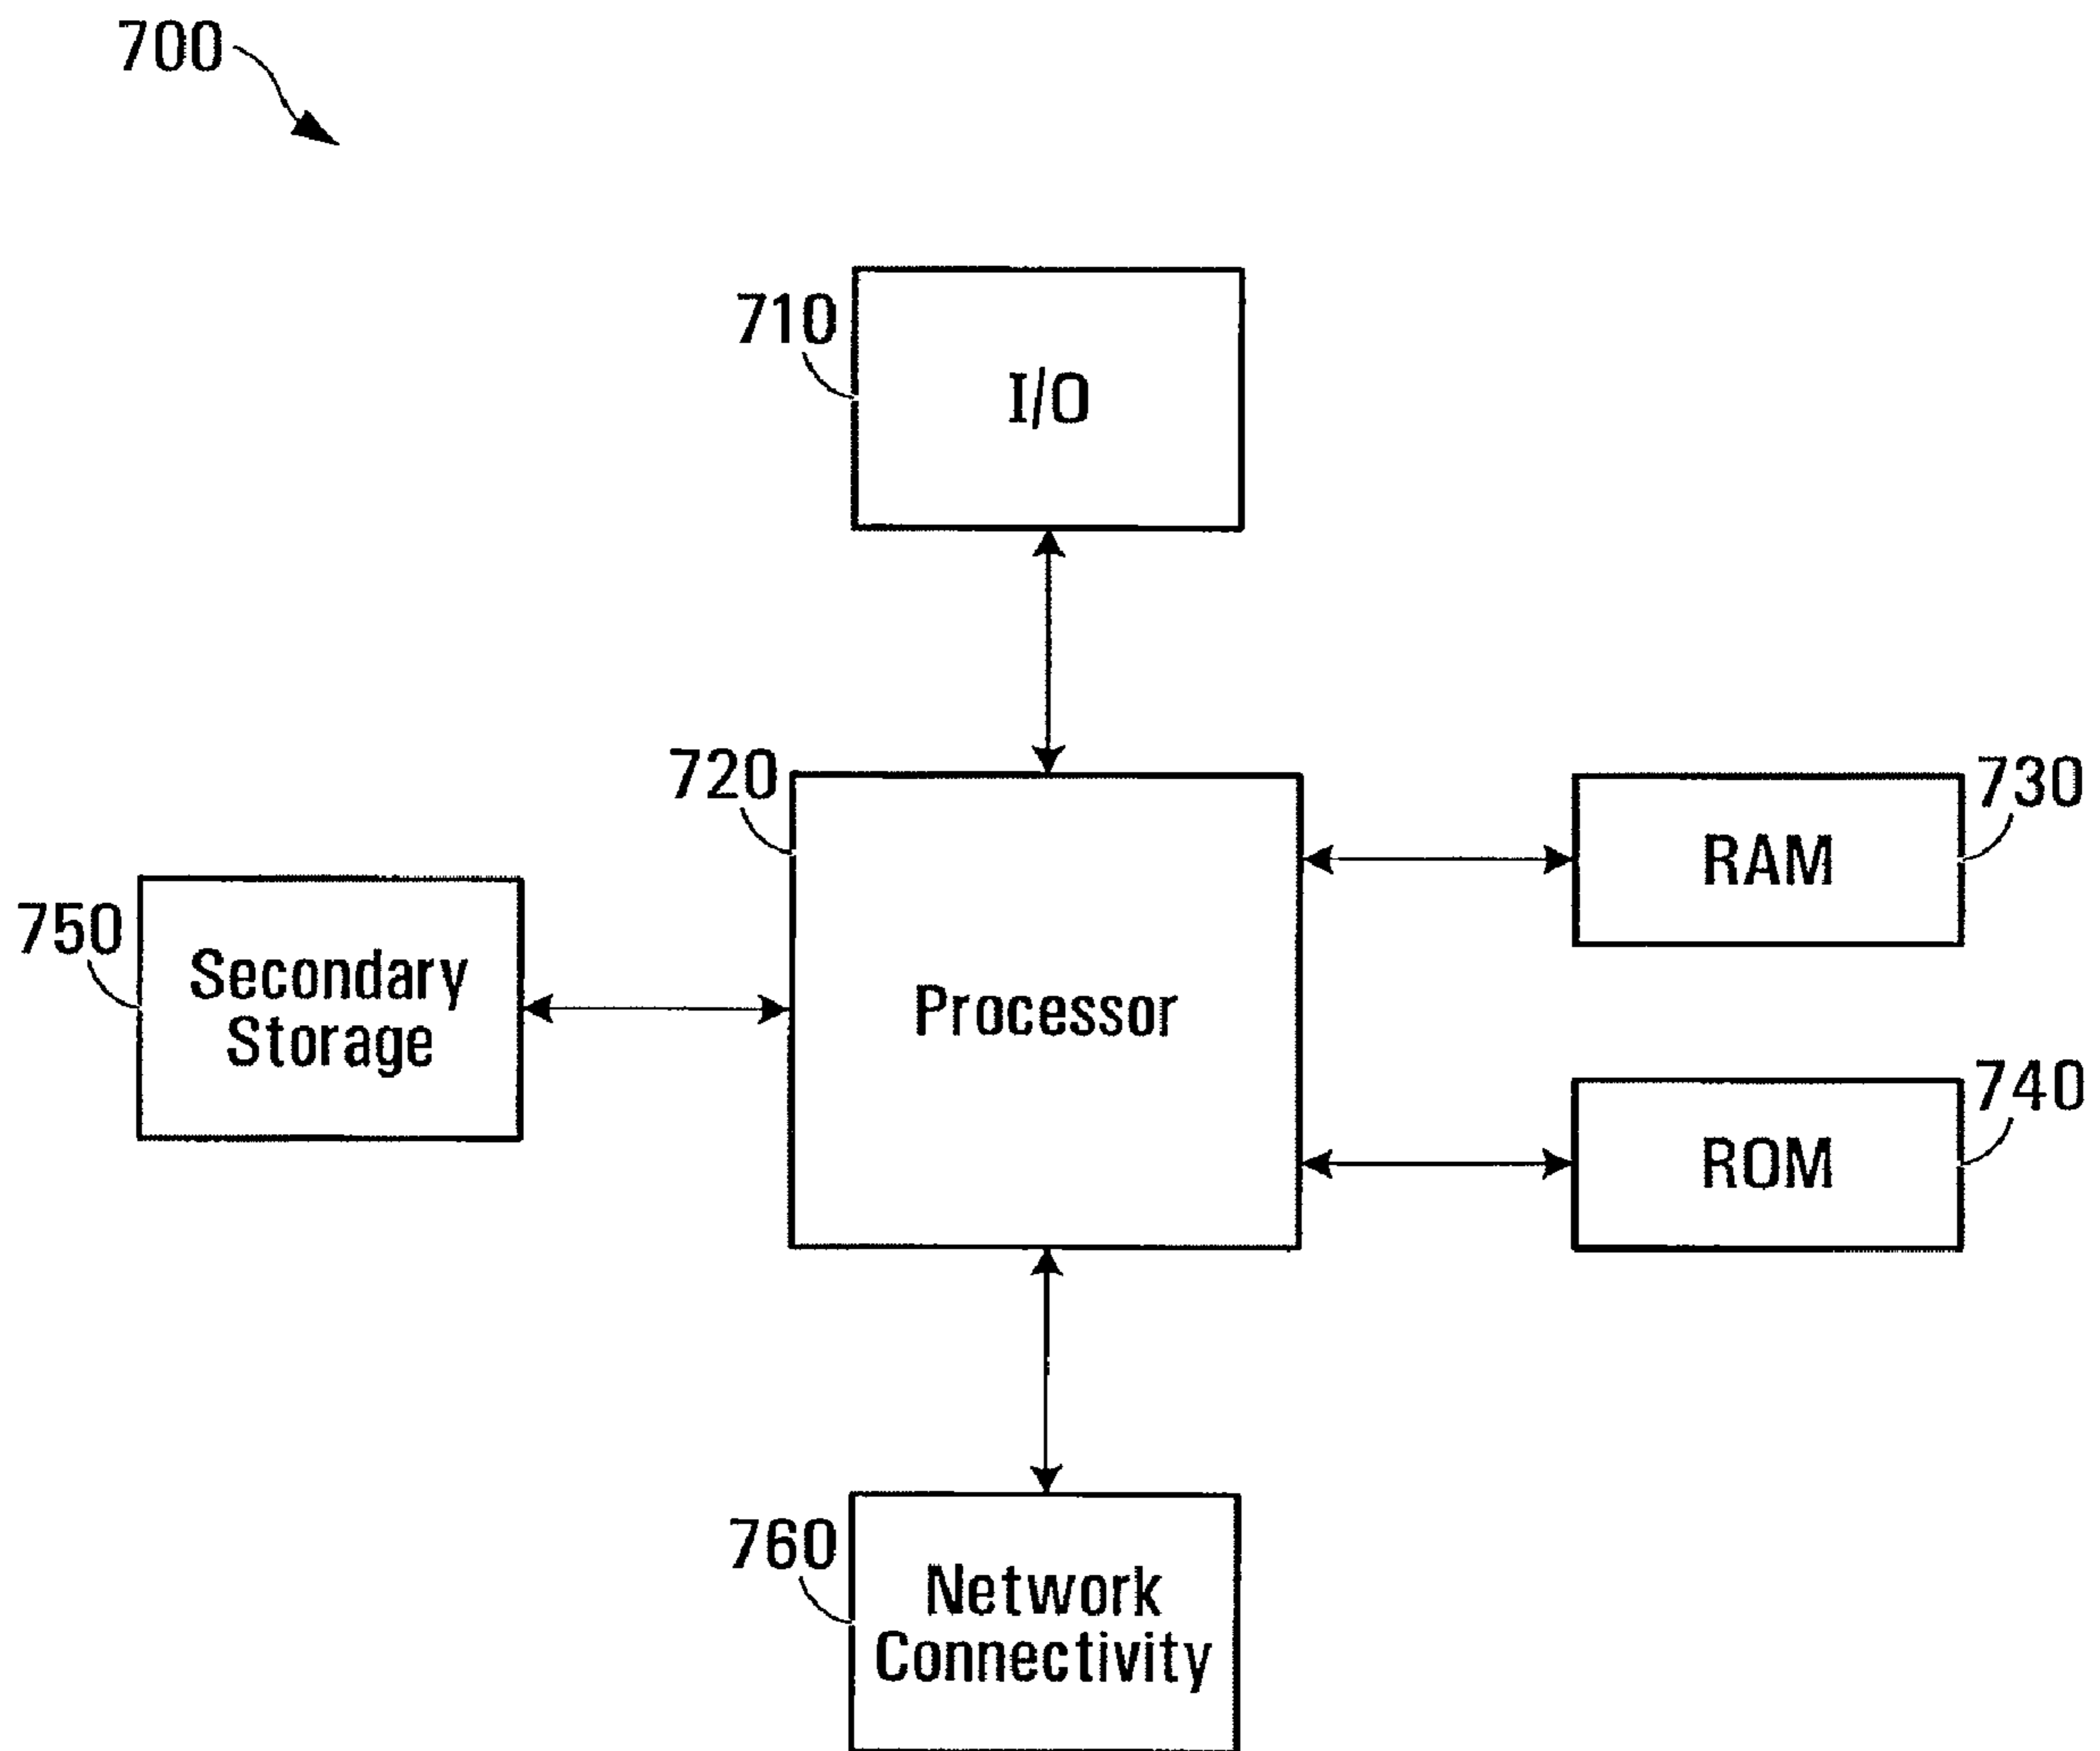 700
710
I/O
720
Processor
730
RAM
750
Secondary
Storage
740
ROM
760
Network
Connectivity